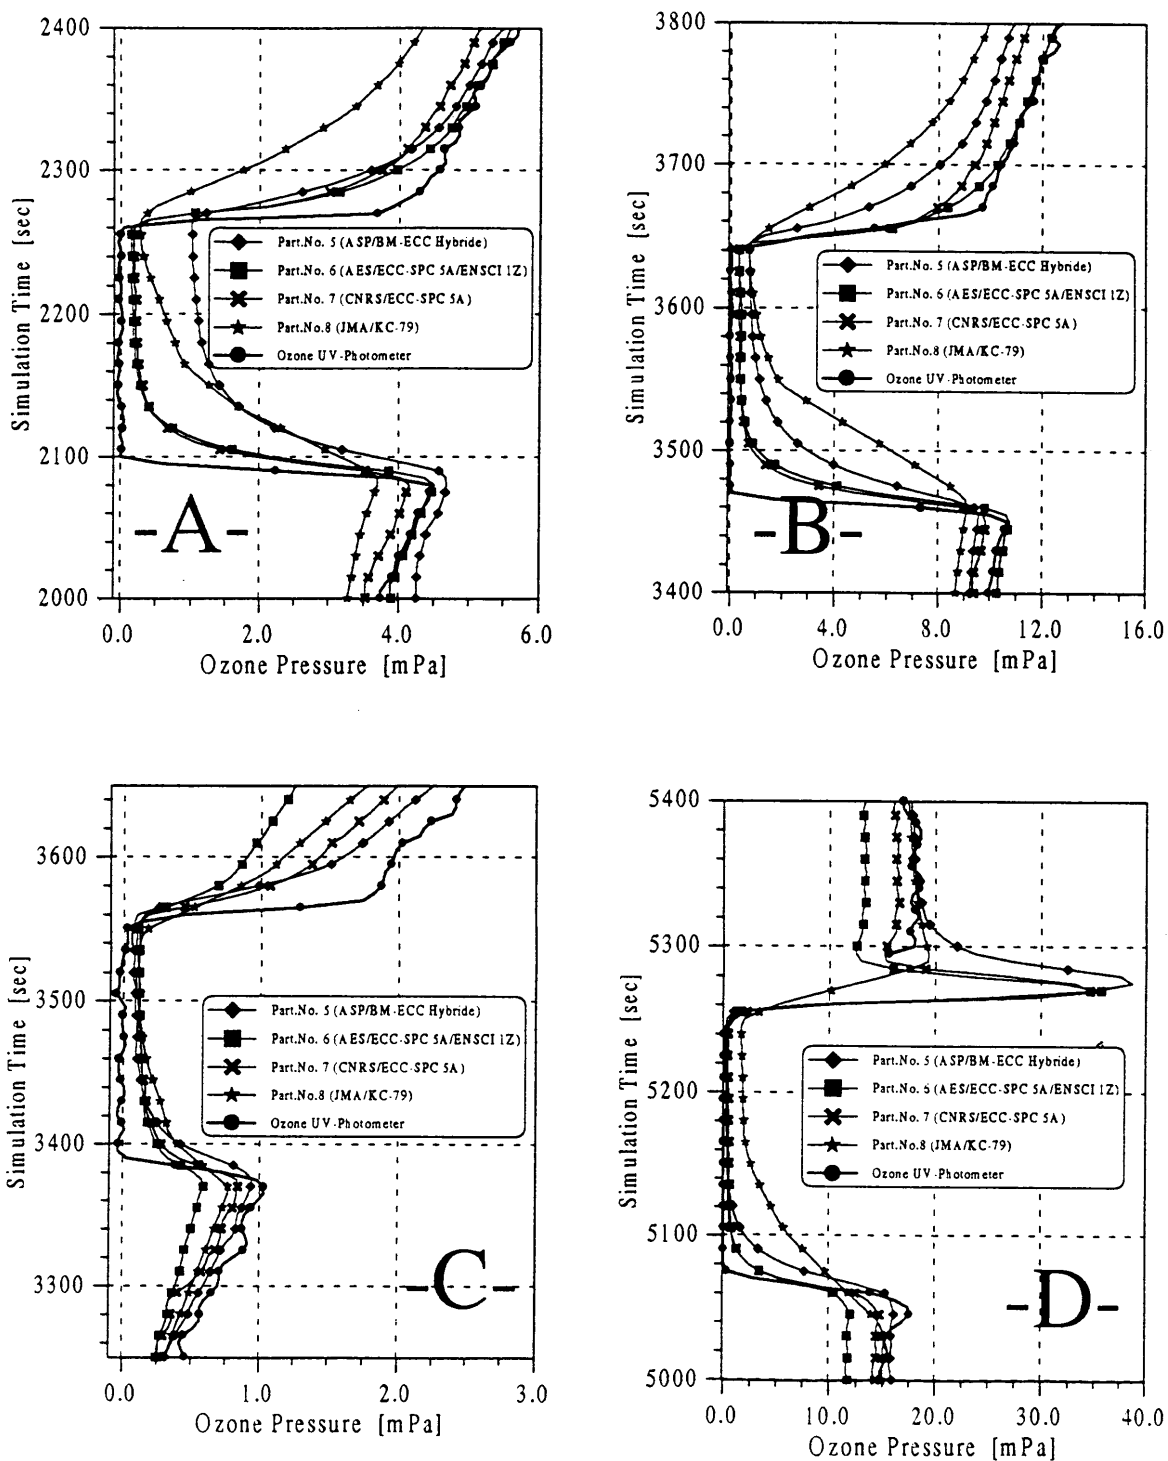 2400
2300
2200
2100
2000
Simulation Time [sec]
Part.No. 5 (ASP/BM-ECC Hybride)
Part.No. 6 (AES/ECC-SPC 5A/ENSCI 1Z)
Part.No. 7 (CNRS/ECC-SPC 5A)
Part.No.8 (JMA/KC-79)
Ozone UV-Photometer
-A-
0.0 2.0 4.0 6.0
Ozone Pressure [mPa]
3800
3700
3600
3500
3400
Simulation Time [sec]
Part.No. 5 (ASP/BM-ECC Hybride)
Part.No. 6 (AES/ECC-SPC 5A/ENSCI 1Z)
Part.No. 7 (CNRS/ECC-SPC 5A)
Part.No.8 (JMA/KC-79)
Ozone UV-Photometer
-B-
0.0 4.0 8.0 12.0 16.0
Ozone Pressure [mPa]
3600
3500
3400
3300
Simulation Time [sec]
Part.No. 5 (ASP/BM-ECC Hybride)
Part.No. 6 (AES/ECC-SPC 5A/ENSCI 1Z)
Part.No. 7 (CNRS/ECC-SPC 5A)
Part.No.8 (JMA/KC-79)
Ozone UV-Photometer
-C-
0.0 1.0 2.0 3.0
Ozone Pressure [mPa]
5400
5300
5200
5100
5000
Simulation Time [sec]
Part.No. 5 (ASP/BM-ECC Hybride)
Part.No. 6 (AES/ECC-SPC 5A/ENSCI 1Z)
Part.No. 7 (CNRS/ECC-SPC 5A)
Part.No.8 (JMA/KC-79)
Ozone UV-Photometer
-D-
0.0 10.0 20.0 30.0 40.0
Ozone Pressure [mPa]